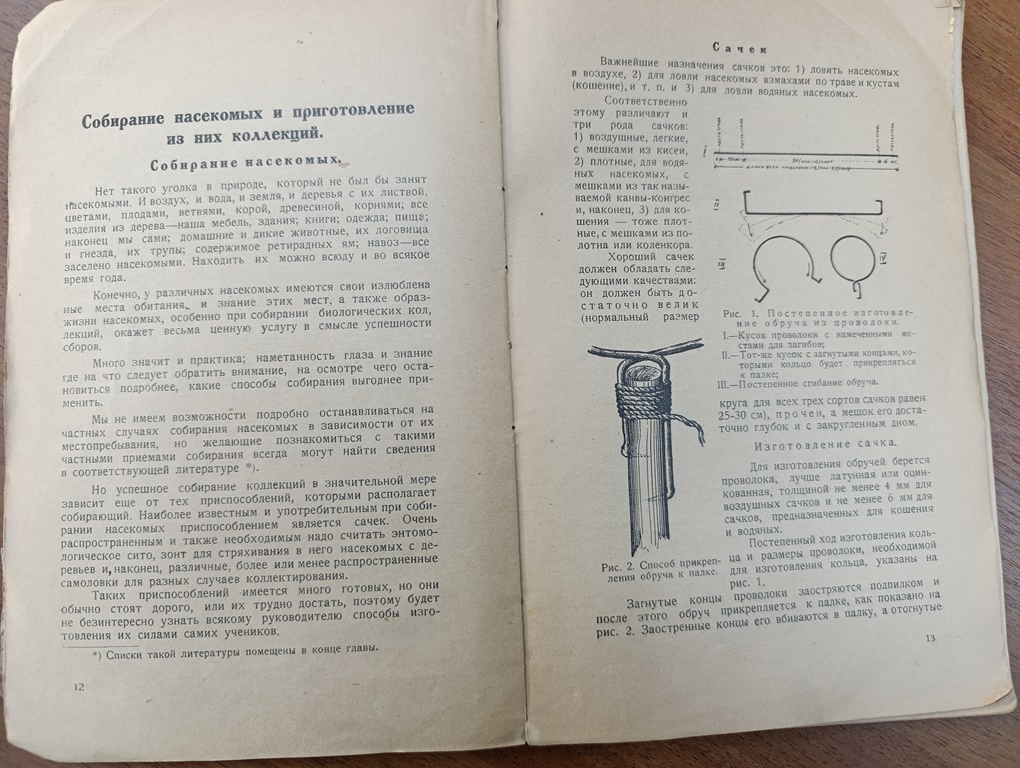 Собирание насекомых и приготовление
из них коллекций.
Собирание насекомых.
Нет такого уголка в природе, который не был бы занят
насекомыми. И воздух, и вода, и земля, и деревья с их листвой,
цветами, плодами, ветвями, корой, древесиной, корнями; все
изделия из дерева—наша мебель, здания; книги; одежда; пища;
наконец мы сами; домашние и дикие животные, их логовища
и гнезда, их трупы; содержимое ретирадных ям; навоз—все
заселено насекомыми. Находить их можно всюду и во всякое
время года.
Конечно, у различных насекомых имеются свои излюблена
ные места обитания, и знание этих мест, а также образ-
жизни насекомых, особенно при собирании биологических кол,
лекций, окажет весьма ценную услугу в смысле успешности
сборов.
Много значит и практика; наметанность глаза и знание
где на что следует обратить внимание, на осмотре чего оста-
новиться подробнее, какие способы собирания выгоднее при-
менить.
Мы не имеем возможности подробно останавливаться на
частных случаях собирания насекомых в зависимости от их
местопребывания, но желающие познакомиться с такими
частными приемами собирания всегда могут найти сведения
в соответствующей литературе *).
Но успешное собирание коллекций в значительной мере
зависит еще от тех приспособлений, которыми располагает
собирающий. Наиболее известным и употребительным при соби-
рании насекомых приспособлением является сачек. Очень
распространенным и также необходимым надо считать энтомо-
логическое сито, зонт для стряхивания в него насекомых с де-
ревьев и, наконец, различные, более или менее распространенные
самоловки для разных случаев коллектирования.
Таких приспособлений имеется много готовых, но они
обычно стоят дорого, или их трудно достать, поэтому будет
не безинтересно узнать всякому руководителю способы изго-
товления их силами самих учеников.
*) Списки такой литературы помещены в конце главы.
12
Сачек
Важнейшие назначения сачков это: 1) ловить насекомых
в воздухе, 2) для ловли насекомых взмахами по траве и кустам
(кошение), и т. п. и 3) для ловли водяных насекомых.
Соответственно
этому различают и
три рода сачков:
1) воздушные, легкие,
с мешками из кисеи,
2) плотные, для водя-
ных насекомых, с
мешками из так назы-
ваемой канвы-конгрес
и, наконец, 3) для ко-
шения — тоже плот-
ные, с мешками из по-
лотна или коленкора.
Хороший сачек
должен обладать сле-
дующими качествами:
он должен быть до-
статочно велик
(нормальный размер
I
II
III
IV
Рис. 1. Постепенное изготовле-
ние обруча из проволоки.
I.—Кусок проволоки с намеченными ме-
стами для загибов;
II.—Тот-же кусок с загнутыми концами, ко-
торыми кольцо будет прикрепляться
к палке;
III.—Постепенное сгибание обруча.
круга для всех трех сортов сачков равен
25-30 см), прочен, а мешок его доста-
точно глубок и с закругленным дном.
Изготовление сачка.
Для изготовления обручей берется
проволока, лучше латунная или оцин-
кованная, толщиной не менее 4 мм для
воздушных сачков и не менее 6 мм для
сачков, предназначенных для кошения
и водяных.
Постепенный ход изготовления коль-
ца и размеры проволоки, необходимой
для изготовления кольца, указаны на
рис. 1.
Рис. 2. Способ прикреп-
ления обруча к палке.
Загнутые концы проволоки заостряются подпилком и
после этого обруч прикрепляется к палке, как показано на
рис. 2. Заостренные концы его вбиваются в палку, а отогнутые
13